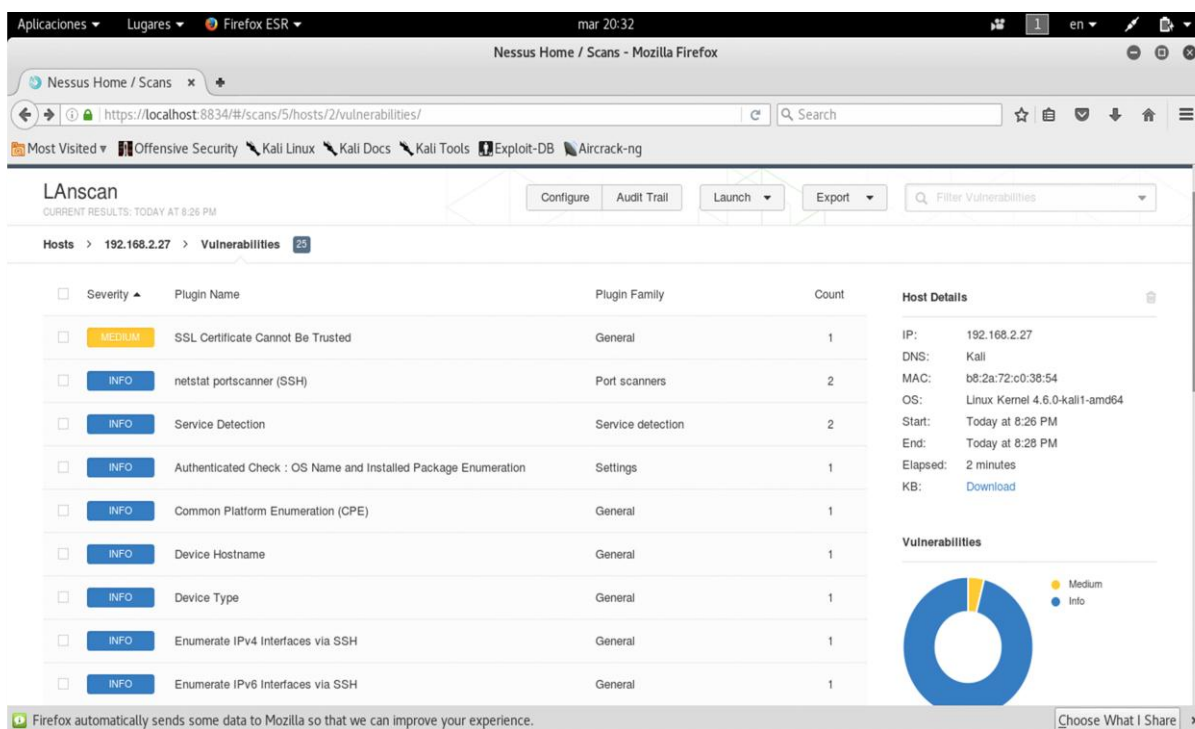 Aplicaciones Lugares Firefox ESR mar 20:32 1 en
Nessus Home / Scans - Mozilla Firefox
Nessus Home / Scans
https://localhost:8834/#/scans/5/hosts/2/vulnerabilities/ Search
Most Visited Offensive Security Kali Linux Kali Docs Kali Tools Exploit-DB Aircrack-ng
LAnscan
CURRENT RESULTS: TODAY AT 8:26 PM
Configure Audit Trail Launch Export Filter Vulnerabilities
Hosts > 192.168.2.27 > Vulnerabilities 25
Severity Plugin Name Plugin Family Count
MEDIUM SSL Certificate Cannot Be Trusted General 1
INFO netstat portscanner (SSH) Port scanners 2
INFO Service Detection Service detection 2
INFO Authenticated Check : OS Name and Installed Package Enumeration Settings 1
INFO Common Platform Enumeration (CPE) General 1
INFO Device Hostname General 1
INFO Device Type General 1
INFO Enumerate IPv4 Interfaces via SSH General 1
INFO Enumerate IPv6 Interfaces via SSH General 1
Host Details
IP: 192.168.2.27
DNS: Kali
MAC: b8:2a:72:c0:38:54
OS: Linux Kernel 4.6.0-kali1-amd64
Start: Today at 8:26 PM
End: Today at 8:28 PM
Elapsed: 2 minutes
KB: Download
Vulnerabilities
Medium
Info
Firefox automatically sends some data to Mozilla so that we can improve your experience. Choose What I Share